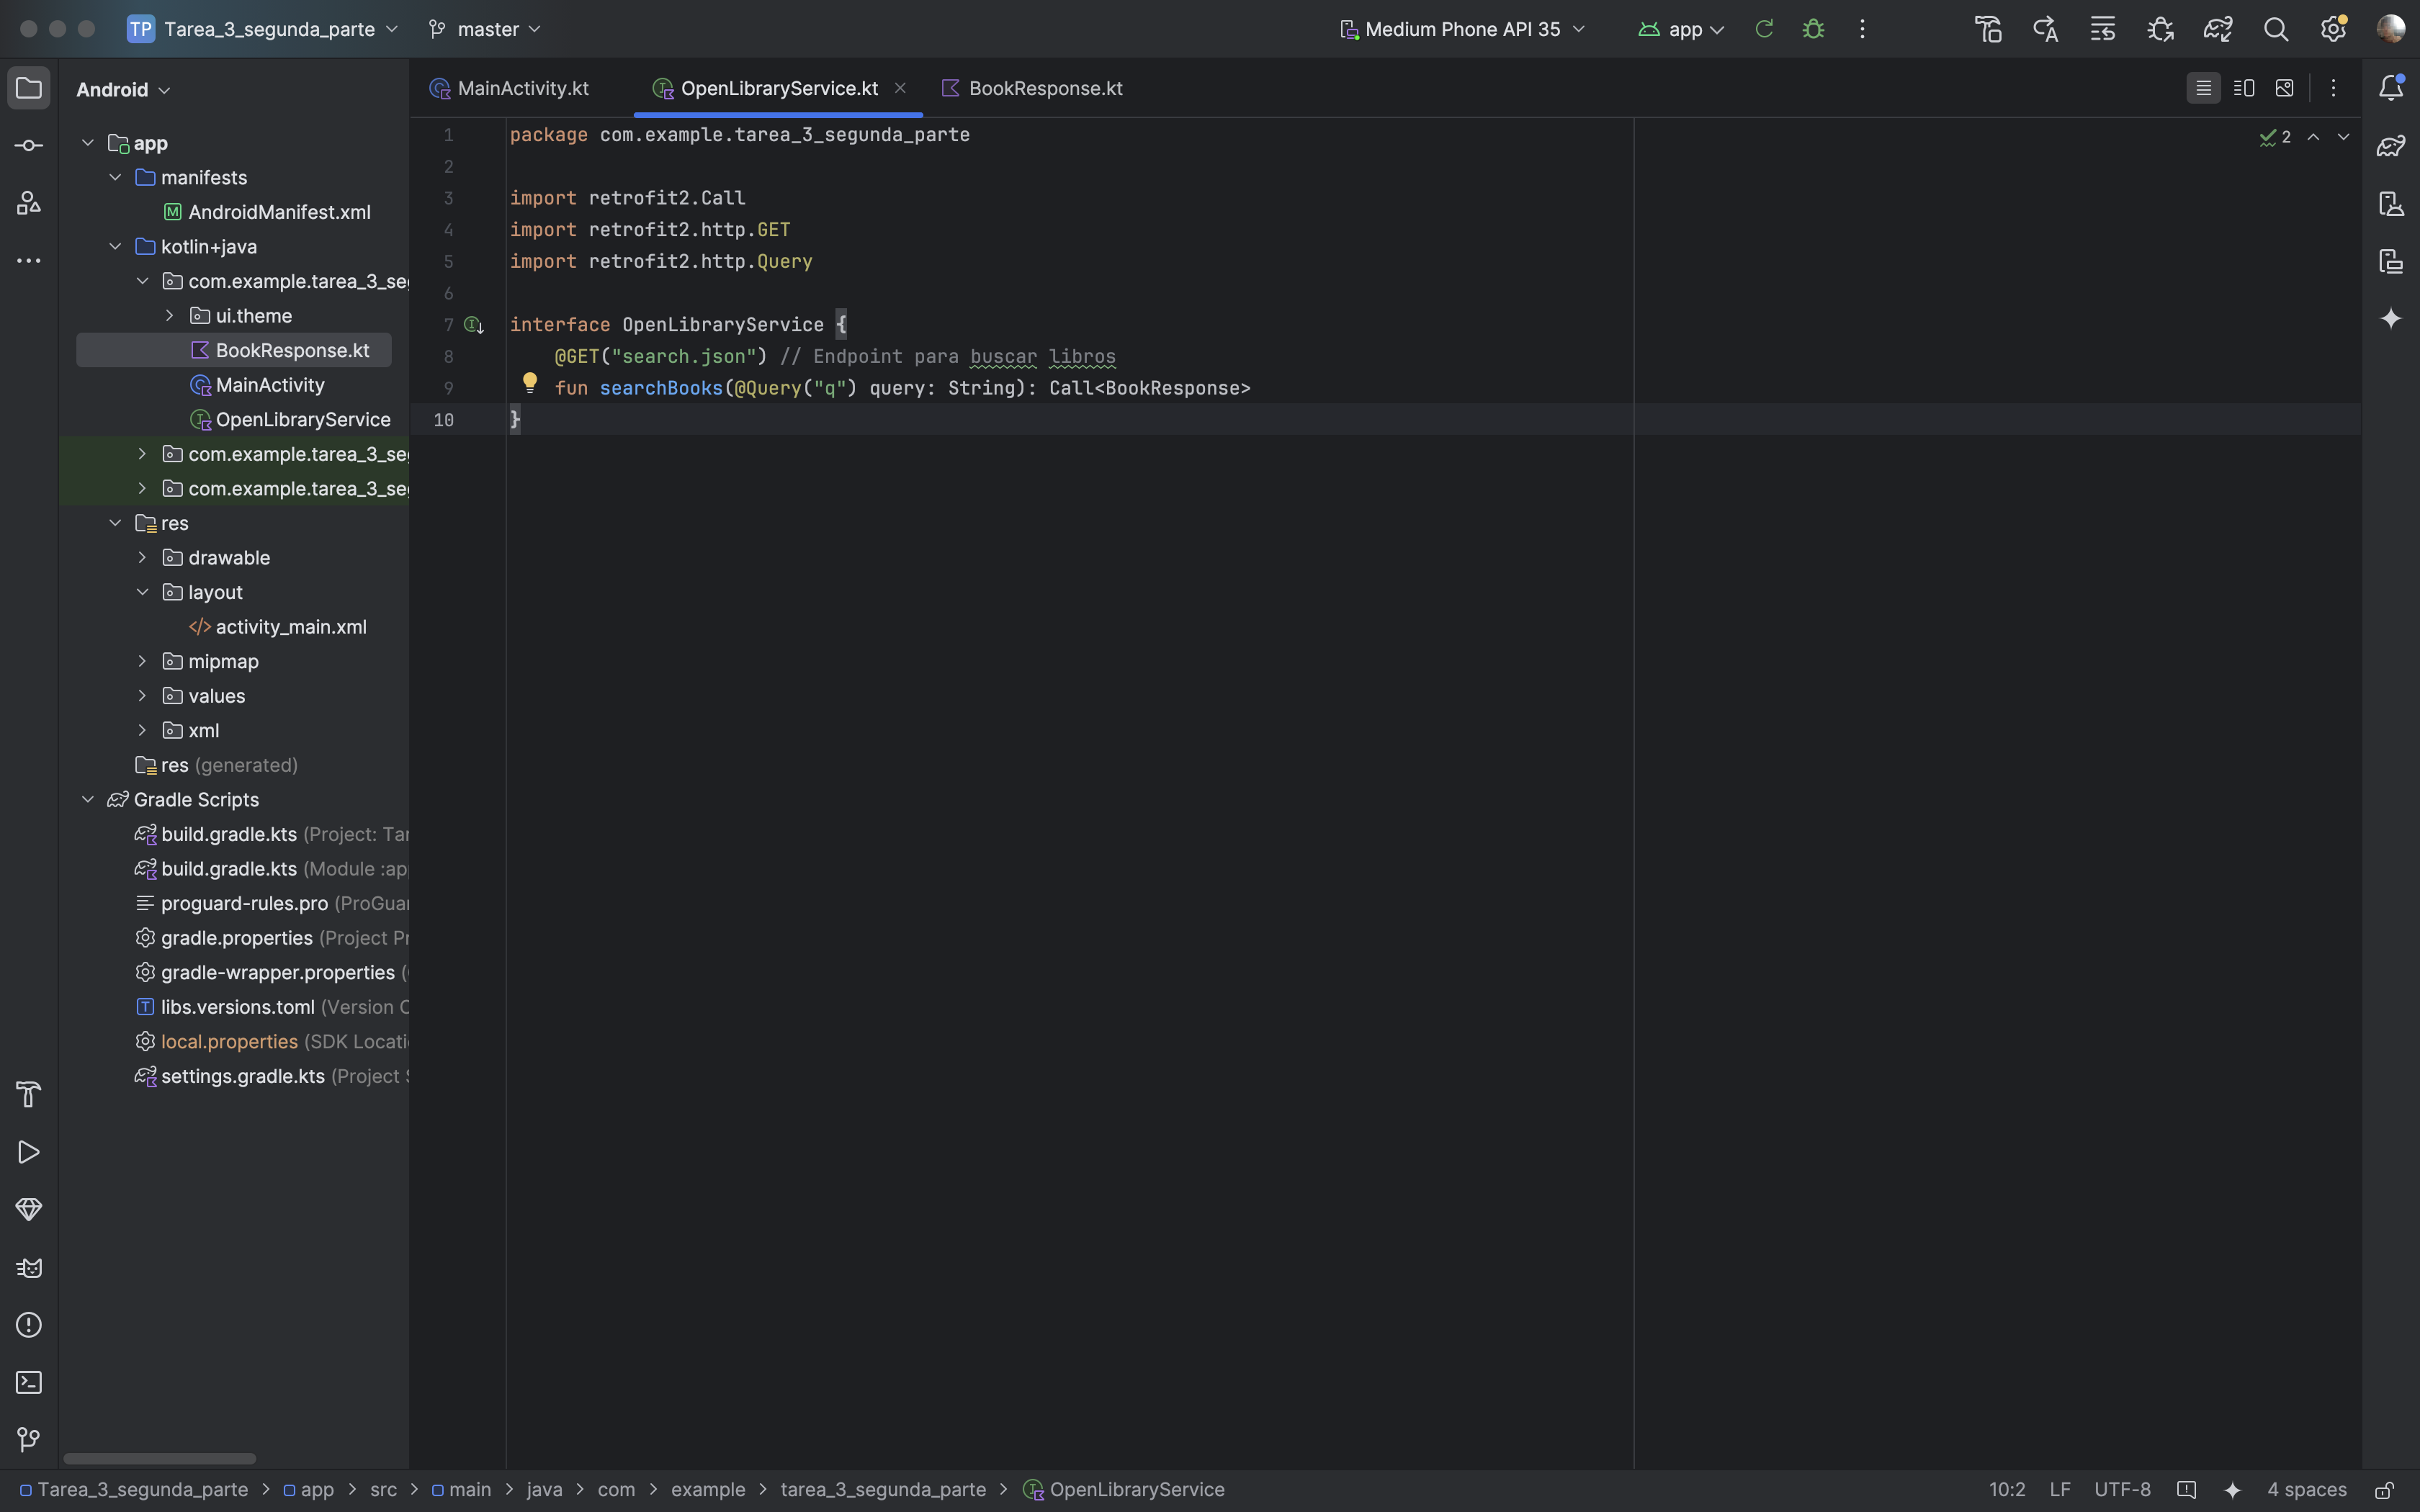 TP Tarea_3_segunda_parte master Medium Phone API 35 app
Android
MainActivity.kt OpenLibraryService.kt BookResponse.kt
app
manifests
AndroidManifest.xml
kotlin+java
com.example.tarea_3_se
ui.theme
BookResponse.kt
MainActivity
OpenLibraryService
com.example.tarea_3_se
com.example.tarea_3_se
res
drawable
layout
activity_main.xml
mipmap
values
xml
res (generated)
Gradle Scripts
build.gradle.kts (Project: Tar
build.gradle.kts (Module :ap
proguard-rules.pro (ProGua
gradle.properties (Project P
gradle-wrapper.properties (
libs.versions.toml (Version C
local.properties (SDK Locati
settings.gradle.kts (Project S
1 package com.example.tarea_3_segunda_parte
2
3 import retrofit2.Call
4 import retrofit2.http.GET
5 import retrofit2.http.Query
6
7 interface OpenLibraryService {
8 @GET("search.json") // Endpoint para buscar libros
9 fun searchBooks(@Query("q") query: String): Call<BookResponse>
10 }
2
Tarea_3_segunda_parte > app > src > main > java > com > example > tarea_3_segunda_parte > OpenLibraryService 10:2 LF UTF-8 4 spaces